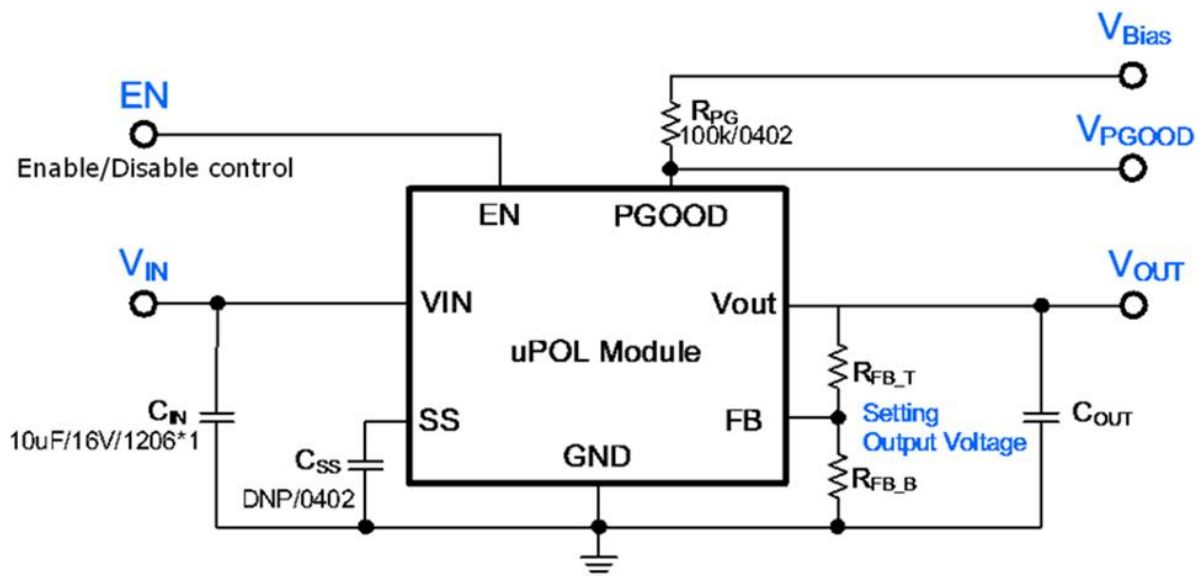 V_Bias
EN
R_PG
100k/0402
V_PGOOD
Enable/Disable control
EN
PGOOD
V_IN
V_OUT
VIN
Vout
uPOL Module
R_FB_T
C_IN
10uF/16V/1206*1
SS
FB
Setting
Output Voltage
C_OUT
C_SS
GND
DNP/0402
R_FB_B